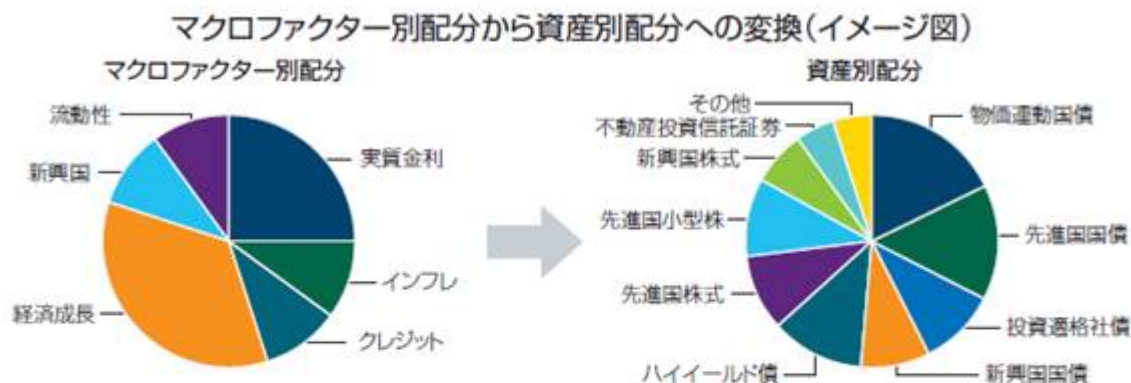 マクロファクター別配分から資産別配分への変換(イメージ図)
マクロファクター別配分
流動性
新興国
実質金利
インフレ
経済成長
クレジット
資産別配分
その他
物価連動国債
不動産投資信託証券
新興国株式
先進国小型株
先進国国債
先進国株式
投資適格社債
ハイイールド債
新興国国債